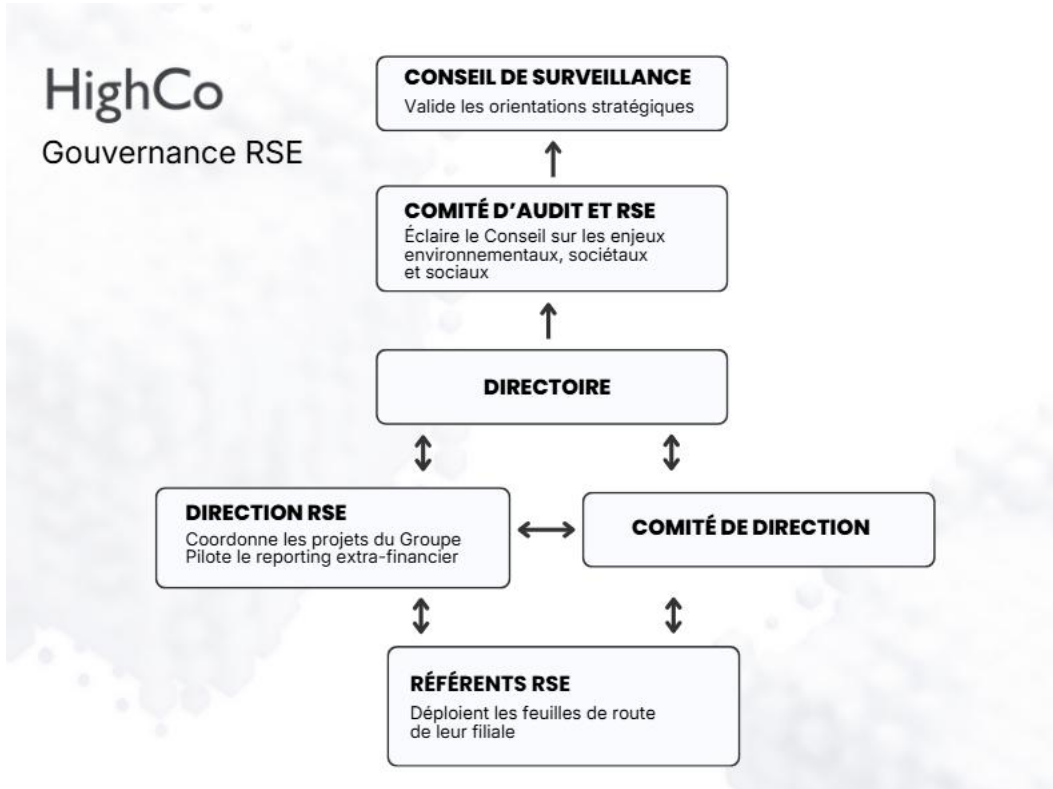 HighCo
Gouvernance RSE
CONSEIL DE SURVEILLANCE
Valide les orientations stratégiques
COMITÉ D’AUDIT ET RSE
Éclaire le Conseil sur les enjeux
environnementaux, sociétaux
et sociaux
DIRECTOIRE
DIRECTION RSE
Coordonne les projets du Groupe
Pilote le reporting extra-financier
COMITÉ DE DIRECTION
RÉFÉRENTS RSE
Déploient les feuilles de route
de leur filiale